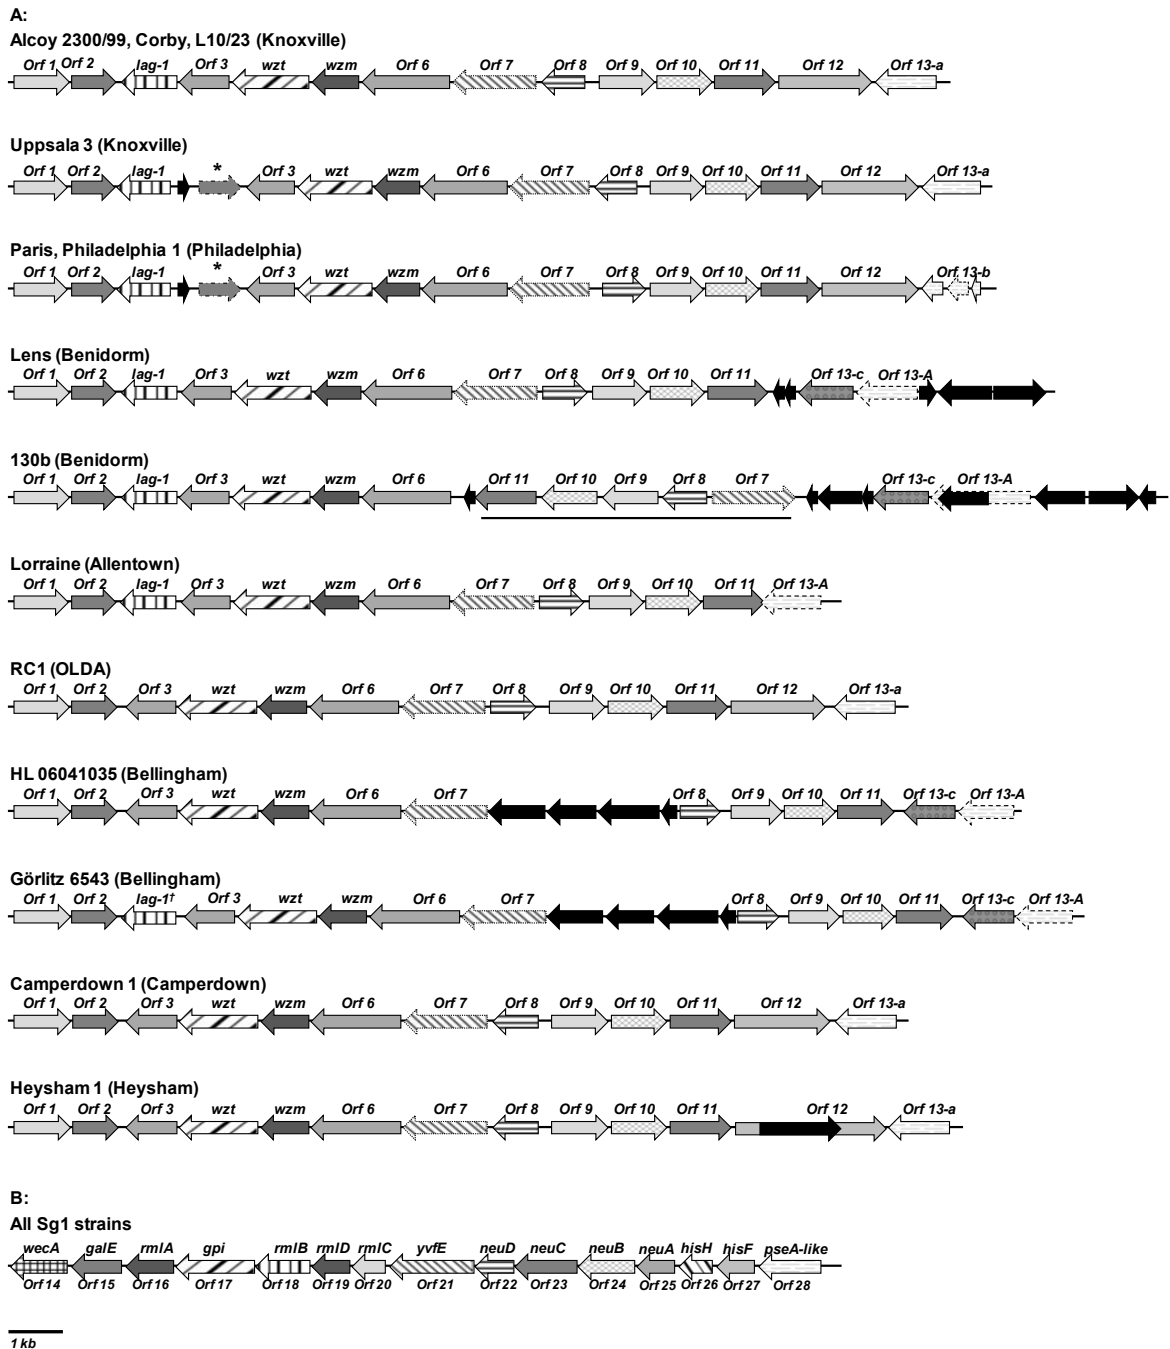 A:
Alcoy 2300/99, Corby, L10/23 (Knoxville)
Orf 1 Orf 2 lag-1 Orf 3 wzt wzm Orf 6 Orf 7 Orf 8 Orf 9 Orf 10 Orf 11 Orf 12 Orf 13-a
Uppsala 3 (Knoxville)
*
Orf 1 Orf 2 lag-1 Orf 3 wzt wzm Orf 6 Orf 7 Orf 8 Orf 9 Orf 10 Orf 11 Orf 12 Orf 13-a
Paris, Philadelphia 1 (Philadelphia)
*
Orf 1 Orf 2 lag-1 Orf 3 wzt wzm Orf 6 Orf 7 Orf 8 Orf 9 Orf 10 Orf 11 Orf 12 Orf 13-b
Lens (Benidorm)
Orf 1 Orf 2 lag-1 Orf 3 wzt wzm Orf 6 Orf 7 Orf 8 Orf 9 Orf 10 Orf 11 Orf 13-c Orf 13-A
130b (Benidorm)
Orf 1 Orf 2 lag-1 Orf 3 wzt wzm Orf 6 Orf 11 Orf 10 Orf 9 Orf 8 Orf 7 Orf 13-c Orf 13-A
Lorraine (Allentown)
Orf 1 Orf 2 lag-1 Orf 3 wzt wzm Orf 6 Orf 7 Orf 8 Orf 9 Orf 10 Orf 11 Orf 13-A
RC1 (OLDA)
Orf 1 Orf 2 Orf 3 wzt wzm Orf 6 Orf 7 Orf 8 Orf 9 Orf 10 Orf 11 Orf 12 Orf 13-a
HL 06041035 (Bellingham)
Orf 1 Orf 2 Orf 3 wzt wzm Orf 6 Orf 7 Orf 8 Orf 9 Orf 10 Orf 11 Orf 13-c Orf 13-A
Görlitz 6543 (Bellingham)
Orf 1 Orf 2 lag-1† Orf 3 wzt wzm Orf 6 Orf 7 Orf 8 Orf 9 Orf 10 Orf 11 Orf 13-c Orf 13-A
Camperdown 1 (Camperdown)
Orf 1 Orf 2 Orf 3 wzt wzm Orf 6 Orf 7 Orf 8 Orf 9 Orf 10 Orf 11 Orf 12 Orf 13-a
Heysham 1 (Heysham)
Orf 1 Orf 2 Orf 3 wzt wzm Orf 6 Orf 7 Orf 8 Orf 9 Orf 10 Orf 11 Orf 12 Orf 13-a
B:
All Sg1 strains
wecA galE rmlA gpi rmlB rmlD rmlC yvfE neuD neuC neuB neuA hisH hisF pseA-like
Orf 14 Orf 15 Orf 16 Orf 17 Orf 18 Orf 19 Orf 20 Orf 21 Orf 22 Orf 23 Orf 24 Orf 25 Orf 26 Orf 27 Orf 28
1 kb